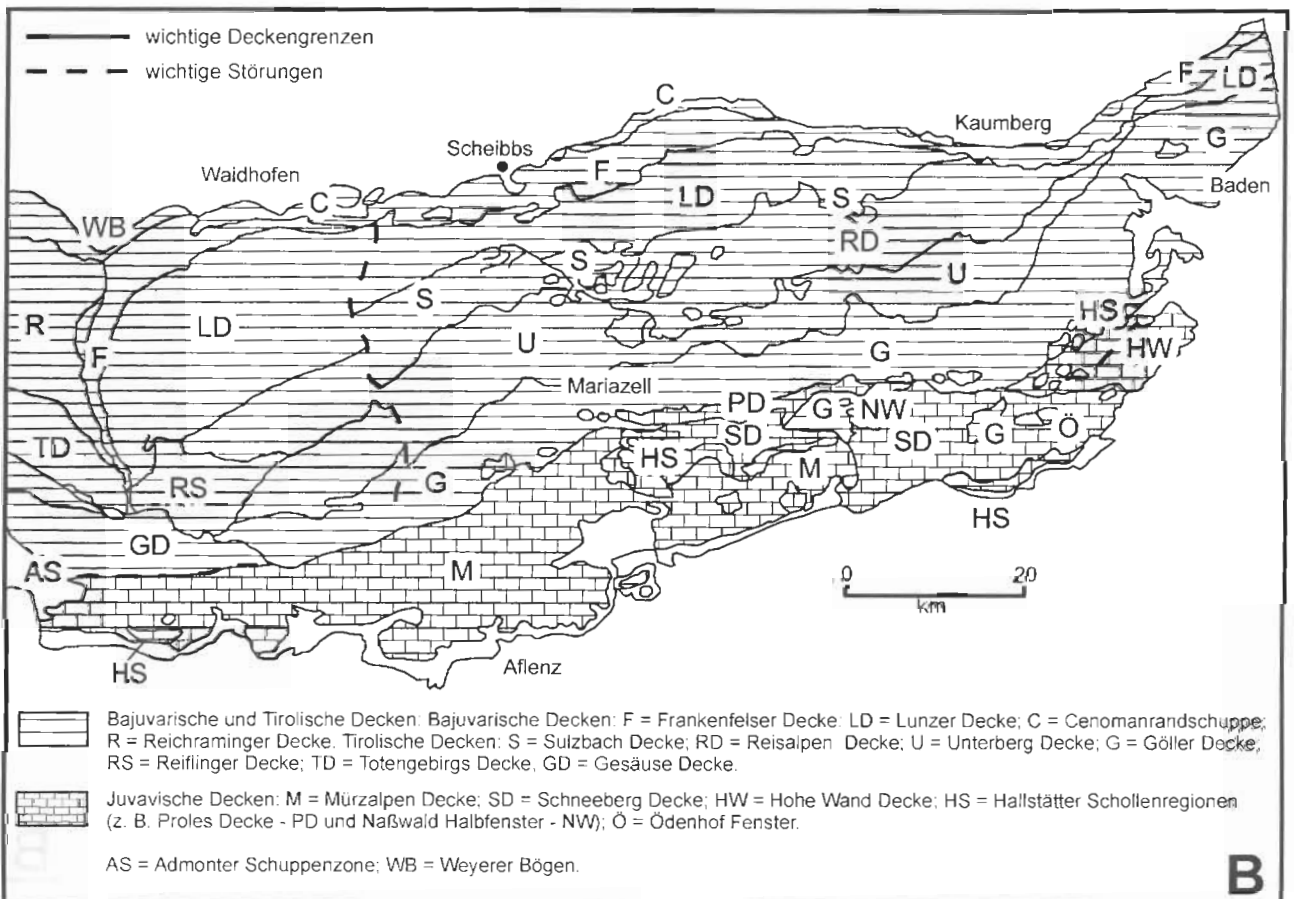 wichtige Deckengrenzen
wichtige Störungen
F
LD
C
Kaumberg
G
Scheibbs
F
Baden
Waidhofen
C
LD
S
WB
RD
S
U
S
R
LD
HS
F
U
G
HW
Mariazell
PD
G
NW
TD
SD
SD
G
Ö
HS
M
RS
G
HS
GD
AS
M
0 20
km
HS
Aflenz
Bajuvarische und Tirolische Decken: Bajuvarische Decken: F = Frankenfelser Decke: LD = Lunzer Decke; C = Cenomanrandschuppe;
R = Reichraminger Decke. Tirolische Decken: S = Sulzbach Decke; RD = Reisalpen Decke; U = Unterberg Decke; G = Göller Decke;
RS = Reiflinger Decke; TD = Totengebirgs Decke, GD = Gesäuse Decke.
Juvavische Decken: M = Mürzalpen Decke; SD = Schneeberg Decke; HW = Hohe Wand Decke; HS = Hallstätter Schollenregionen
(z. B. Proles Decke - PD und Naßwald Halbfenster - NW); Ö = Ödenhof Fenster.
AS = Admonter Schuppenzone; WB = Weyerer Bögen.
B